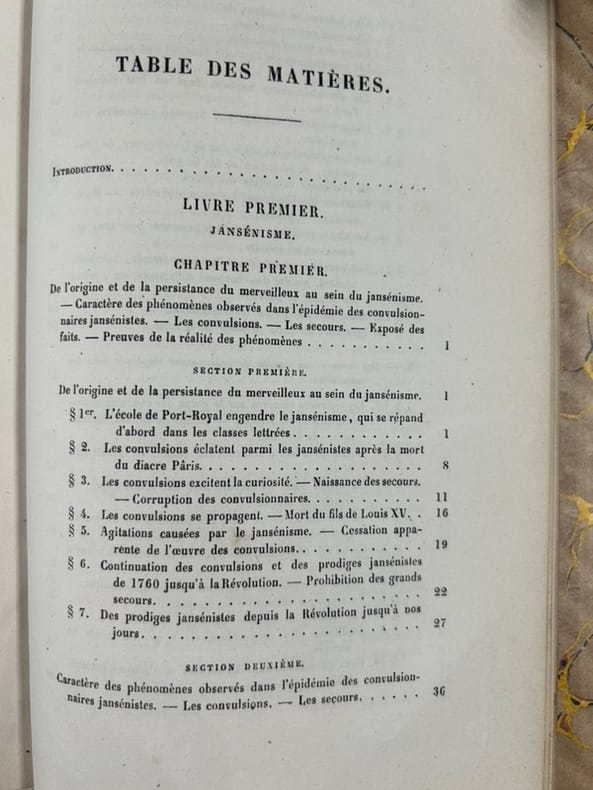 TABLE DES MATIÈRES.
INTRODUCTION. . . . . . . . . . . . . . . . . . . . . . . . . . . .
LIVRE PREMIER.
JANSÉNISME.
CHAPITRE PREMIER.
De l'origine et de la persistance du merveilleux au sein du jansénisme.
— Caractère des phénomènes observés dans l'épidémie des convulsion-
naires jansénistes. — Les convulsions. — Les secours. — Exposé des
faits. — Preuves de la réalité des phénomènes . . . . . . . . . . . 1
SECTION PREMIÈRE.
De l'origine et de la persistance du merveilleux au sein du jansénisme. 1
§ 1er. L'école de Port-Royal engendre le jansénisme, qui se répand
d'abord dans les classes lettrées . . . . . . . . . . . . 1
§ 2. Les convulsions éclatent parmi les jansénistes après la mort
du diacre Pâris. . . . . . . . . . . . . . . . . . . . 8
§ 3. Les convulsions excitent la curiosité. — Naissance des secours.
— Corruption des convulsionnaires. . . . . . . . . . . 11
§ 4. Les convulsions se propagent. — Mort du fils de Louis XV. . 16
§ 5. Agitations causées par le jansénisme. — Cessation appa-
rente de l'œuvre des convulsions. . . . . . . . . . . . 19
§ 6. Continuation des convulsions et des prodiges jansénistes
de 1760 jusqu'à la Révolution. — Prohibition des grands
secours. . . . . . . . . . . . . . . . . . . . . . . . 22
§ 7. Des prodiges jansénistes depuis la Révolution jusqu'à nos
jours. . . . . . . . . . . . . . . . . . . . . . . . . 27
SECTION DEUXIÈME.
Caractère des phénomènes observés dans l'épidémie des convulsion-
naires jansénistes. — Les convulsions. — Les secours. . . . . . 36